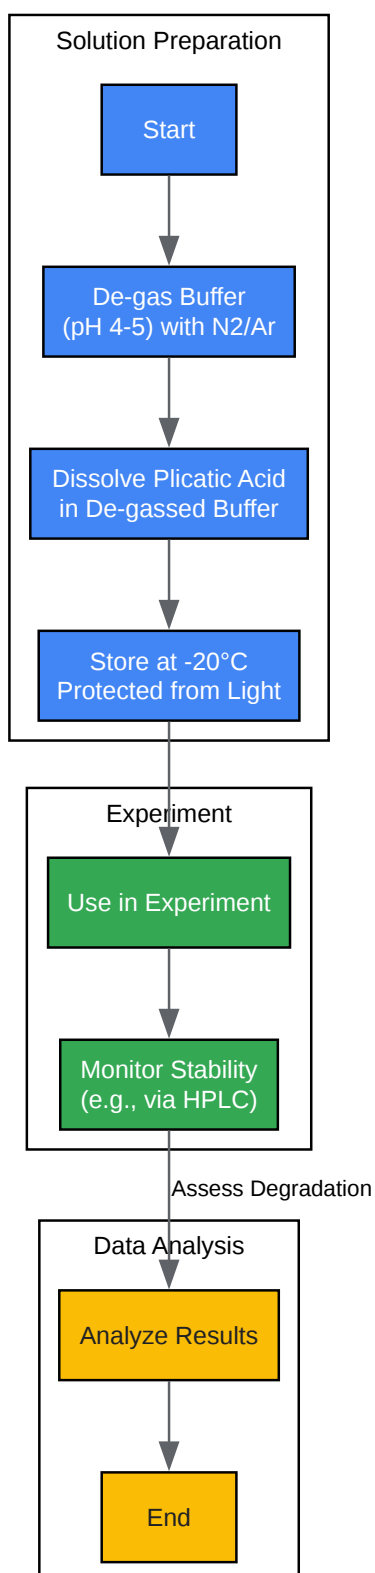 Solution Preparation
Start
De-gas Buffer
(pH 4-5) with N2/Ar
Dissolve Plicatic Acid
in De-gassed Buffer
Store at -20°C
Protected from Light
Experiment
Use in Experiment
Monitor Stability
(e.g., via HPLC)
Assess Degradation
Data Analysis
Analyze Results
End